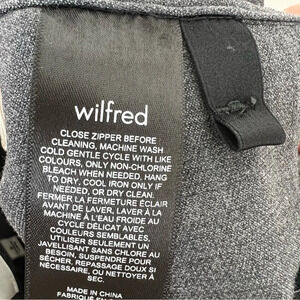 wilfred
CLOSE ZIPPER BEFORE
CLEANING, MACHINE WASH
COLD GENTLE CYCLE WITH LIKE
COLOURS, ONLY NON-CHLORINE
BLEACH WHEN NEEDED. HANG
TO DRY, COOL IRON ONLY IF
NEEDED, OR DRY CLEAN.
FERMER LA FERMETURE ÉCLAIR
AVANT DE LAVER, LAVER À LA
MACHINE À L'EAU FROIDE AU
CYCLE DÉLICAT AVEC
COULEURS SEMBLABLES,
UTILISER SEULEMENT UN
JAVELLISANT SANS CHLORE AU
BESOIN, SUSPENDRE POUR
SÉCHER, REPASSAGE DOUX SI
NÉCESSAIRE, OU NETTOYER À
SEC.
MADE IN CHINA
FABRIQUÉ